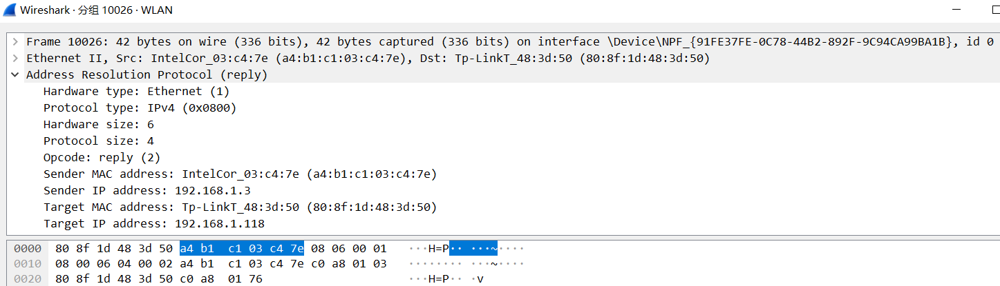 Wireshark · 分组 10026 · WLAN
Frame 10026: 42 bytes on wire (336 bits), 42 bytes captured (336 bits) on interface \Device\NPF_{91FE37FE-0C78-44B2-892F-9C94CA99BA1B}, id 0
Ethernet II, Src: IntelCor_03:c4:7e (a4:b1:c1:03:c4:7e), Dst: Tp-LinkT_48:3d:50 (80:8f:1d:48:3d:50)
Address Resolution Protocol (reply)
Hardware type: Ethernet (1)
Protocol type: IPv4 (0x0800)
Hardware size: 6
Protocol size: 4
Opcode: reply (2)
Sender MAC address: IntelCor_03:c4:7e (a4:b1:c1:03:c4:7e)
Sender IP address: 192.168.1.3
Target MAC address: Tp-LinkT_48:3d:50 (80:8f:1d:48:3d:50)
Target IP address: 192.168.1.118
0000 80 8f 1d 48 3d 50 a4 b1 c1 03 c4 7e 08 06 00 01 ···H=P·· ···~····
0010 08 00 06 04 00 02 a4 b1 c1 03 c4 7e c0 a8 01 03 ········ ···~····
0020 80 8f 1d 48 3d 50 c0 a8 01 76 ···H=P·· ·v